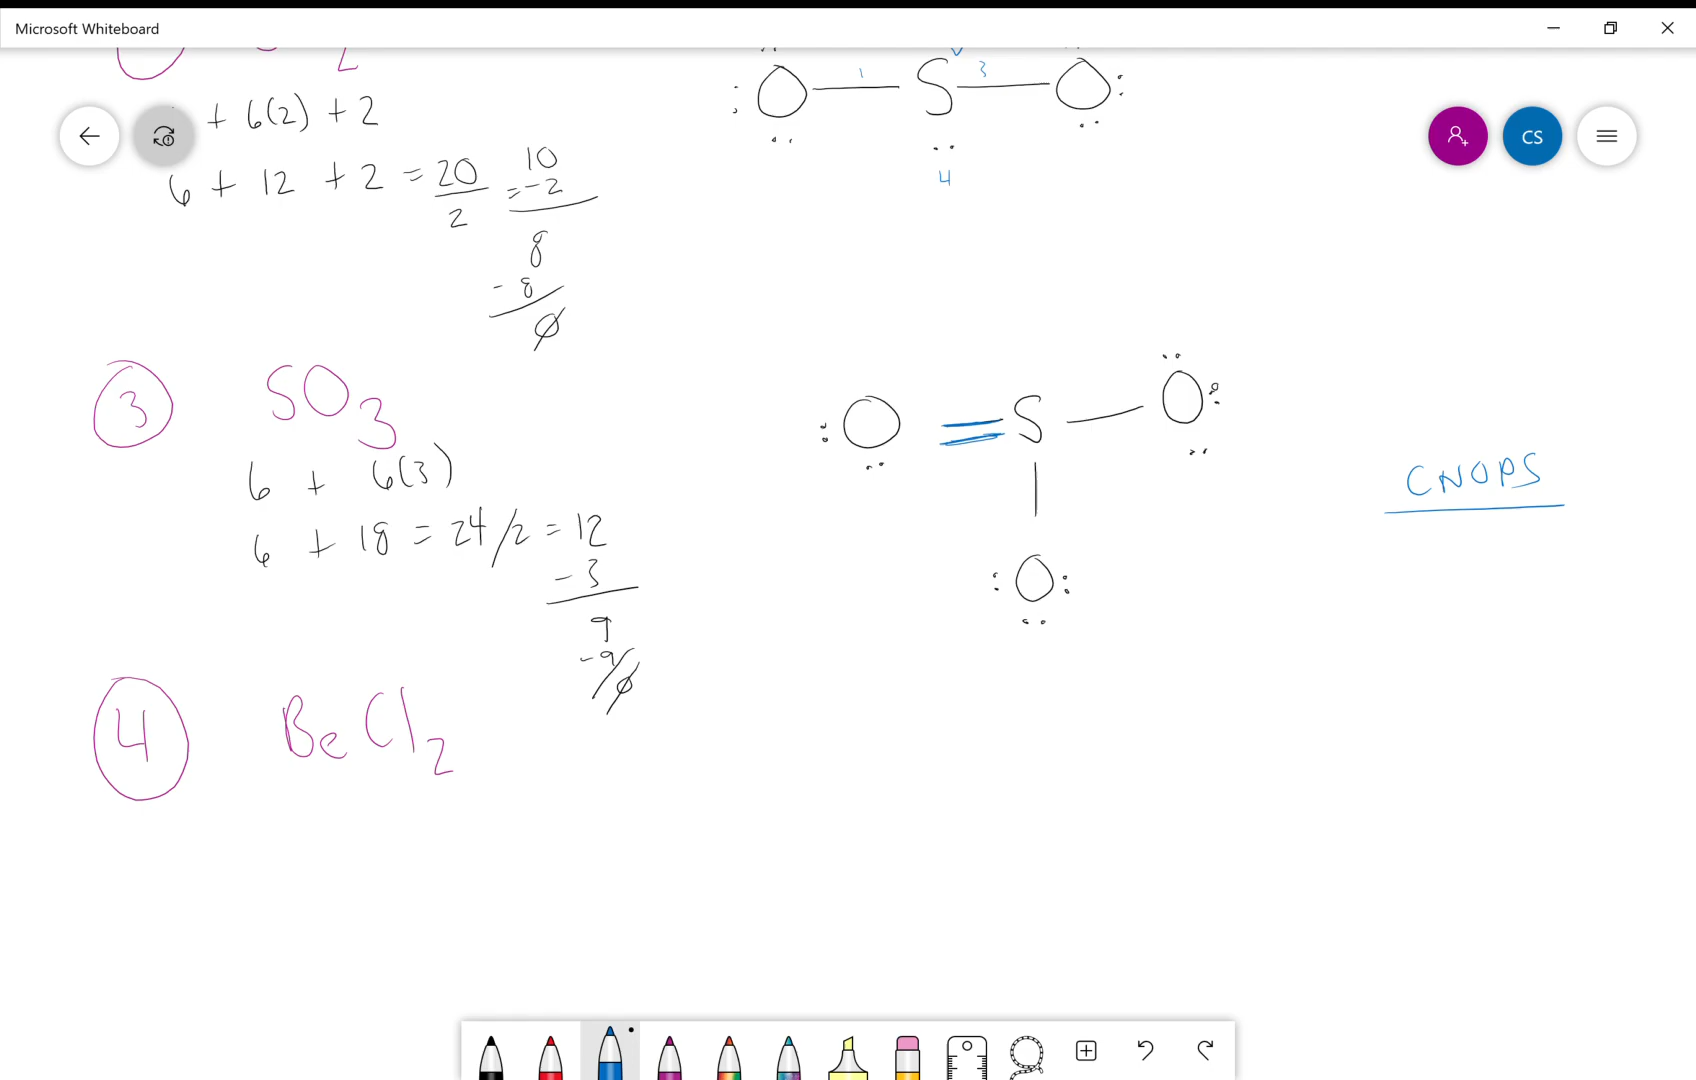 Microsoft Whiteboard
2
+ 6(2) + 2
6 + 12 + 2 = 20
2
10
= -2
8
- 8
0
:O 1 S 3 O:
4
CS
3 SO3
6 + 6(3)
6 + 18 = 24/2 = 12
- 3
9
-9
0
O = S — O
O
CNOPS
4 BeCl2